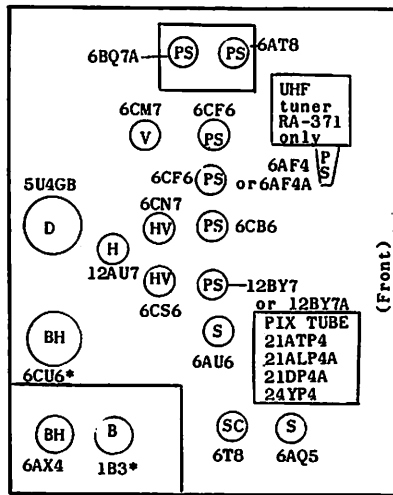 6BQ7A
PS
PS
6AT8
6CM7
V
6CF6
PS
UHF
tuner
RA-371
only
6AF4
or 6AF4A
PS
6CF6
PS
5U4GB
D
6CN7
HV
PS
6CB6
H
12AU7
HV
6CS6
PS
12BY7
or 12BY7A
(Front)
BH
6CU6*
S
6AU6
PIX TUBE
21ATP4
21ALP4A
21DP4A
24YP4
BH
6AX4
B
1B3*
SC
6T8
S
6AQ5